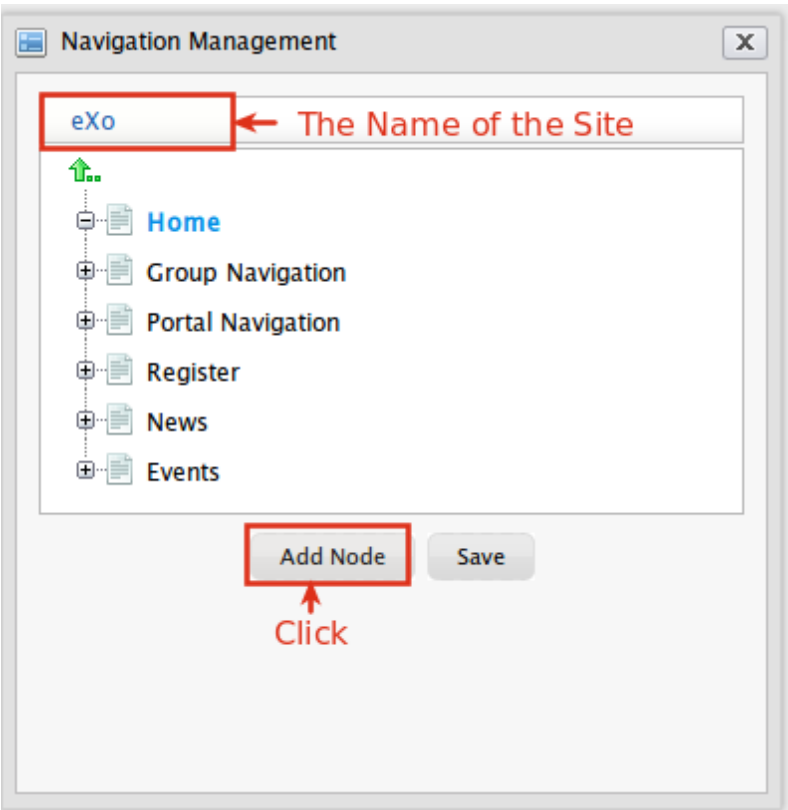 Navigation Management
X
eXo The Name of the Site
Home
Group Navigation
Portal Navigation
Register
News
Events
Add Node Save
Click